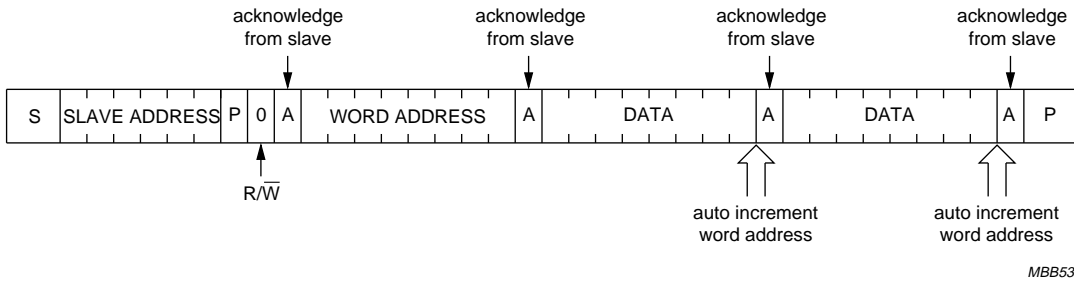 acknowledge from slave
acknowledge from slave
acknowledge from slave
acknowledge from slave
S SLAVE ADDRESS P 0 A WORD ADDRESS A DATA A DATA A P
R/W̅
auto increment word address
auto increment word address
MBB53